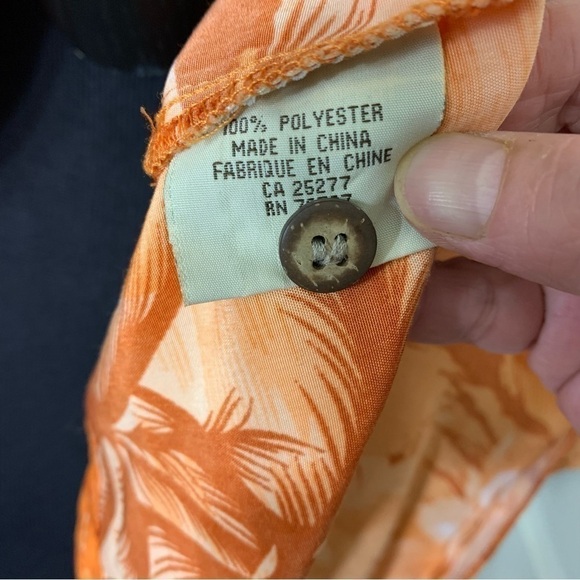 100% POLYESTER
MADE IN CHINA
FABRIQUE EN CHINE
CA 25277
RN